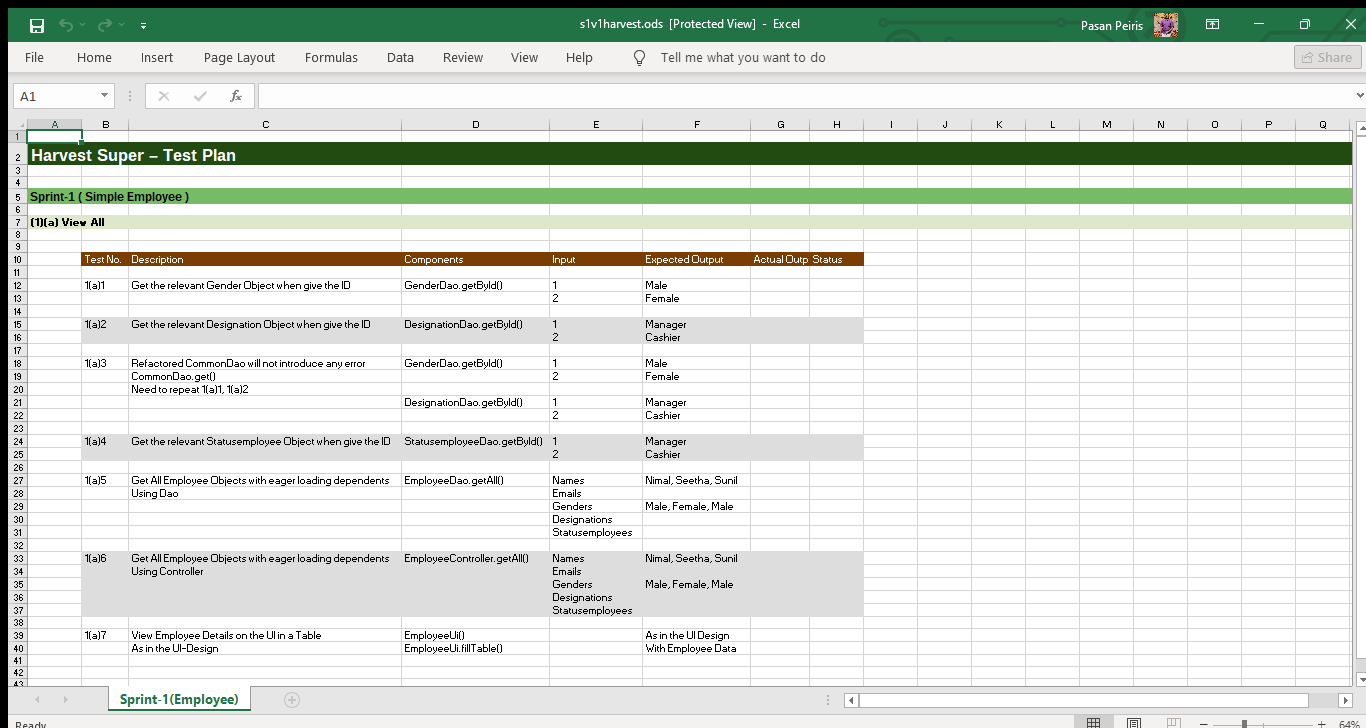 s1v1harvest.ods [Protected View] - Excel
Pasan Peiris
File Home Insert Page Layout Formulas Data Review View Help Tell me what you want to do Share
A1 fx
A B C D E F G H I J K L M N O P Q
1
2 Harvest Super – Test Plan
3
4
5 Sprint-1 ( Simple Employee )
6
7 (1)(a) View All
8
9
10 Test No. Description Components Input Expected Output Actual Outp Status
11
12 1(a)1 Get the relevant Gender Object when give the ID GenderDao.getById() 1 Male
13 2 Female
14
15 1(a)2 Get the relevant Designation Object when give the ID DesignationDao.getById() 1 Manager
16 2 Cashier
17
18 1(a)3 Refactored CommonDao will not introduce any error GenderDao.getById() 1 Male
19 CommonDao.get() 2 Female
20 Need to repeat 1(a)1, 1(a)2
21 DesignationDao.getById() 1 Manager
22 2 Cashier
23
24 1(a)4 Get the relevant Statusemployee Object when give the ID StatusemployeeDao.getById() 1 Manager
25 2 Cashier
26
27 1(a)5 Get All Employee Objects with eager loading dependents EmployeeDao.getAll() Names Nimal, Seetha, Sunil
28 Using Dao Emails
29 Genders Male, Female, Male
30 Designations
31 Statusemployees
32
33 1(a)6 Get All Employee Objects with eager loading dependents EmployeeController.getAll() Names Nimal, Seetha, Sunil
34 Using Controller Emails
35 Genders Male, Female, Male
36 Designations
37 Statusemployees
38
39 1(a)7 View Employee Details on the UI in a Table EmployeeUi() As in the UI Design
40 As in the UI-Design EmployeeUi.fillTable() With Employee Data
41
42
43
Sprint-1(Employee)
Ready 64%